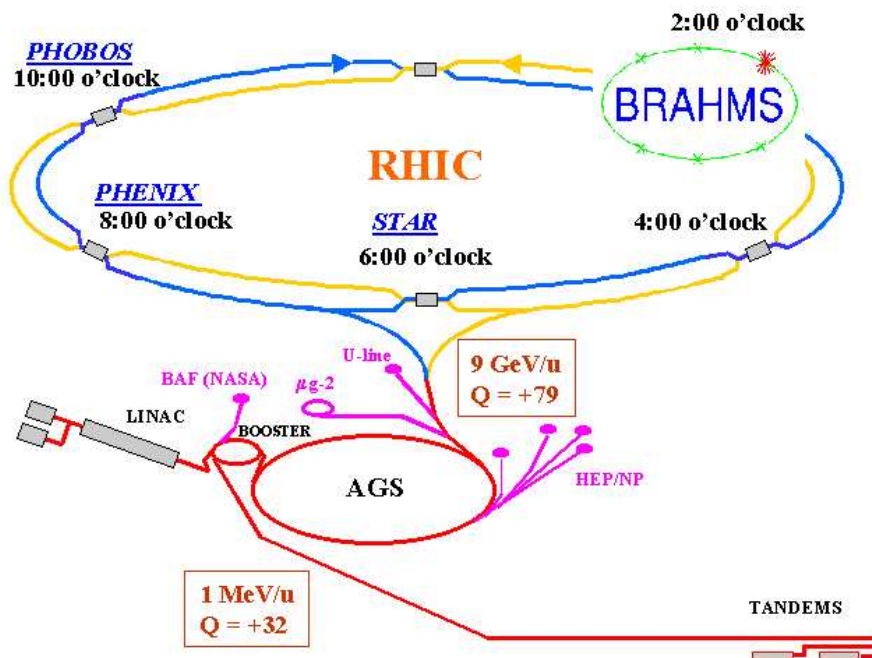 2:00 o'clock
PHOBOS
10:00 o'clock
BRAHMS
RHIC
PHENIX
8:00 o'clock
STAR
6:00 o'clock
4:00 o'clock
U-line
9 GeV/u
Q = +79
BAF (NASA)
µg-2
LINAC
BOOSTER
AGS
HEP/NP
1 MeV/u
Q = +32
TANDEMS